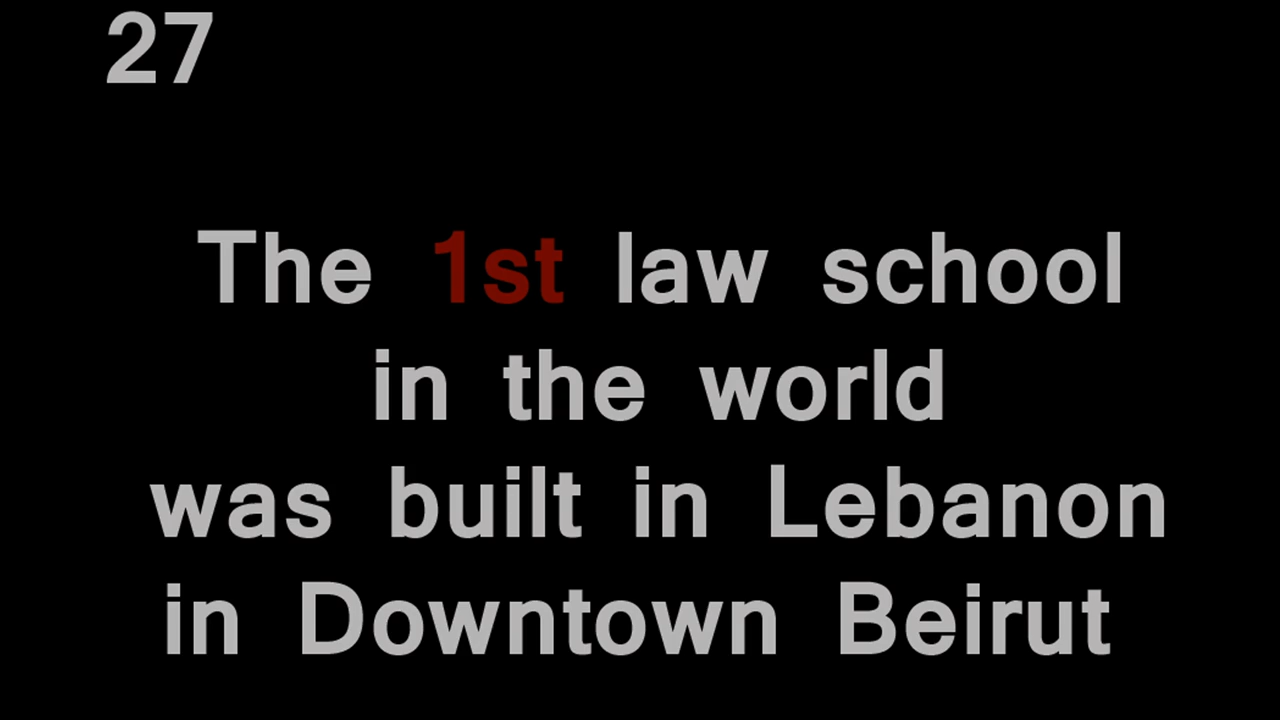 27
The 1st law school
in the world
was built in Lebanon
in Downtown Beirut